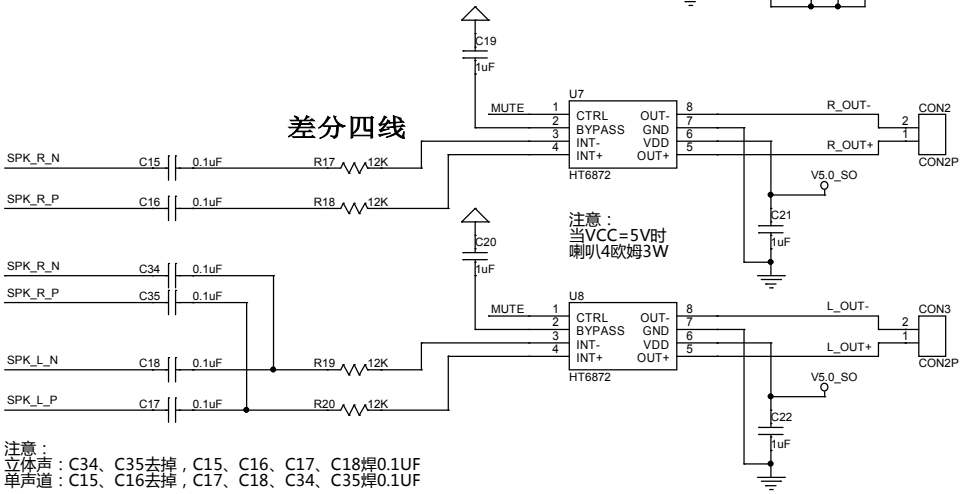 C19
1uF
差分四线
U7
MUTE 1 CTRL OUT- 8 R_OUT- CON2
2 BYPASS GND 7 2
3 INT- VDD 6 1
4 INT+ OUT+ 5 R_OUT+
HT6872 CON2P
SPK_R_N C15 0.1uF R17 12K
V5.0_SO
SPK_R_P C16 0.1uF R18 12K
C21
1uF
注意：
当VCC=5V时
喇叭4欧姆3W
C20
1uF
SPK_R_N C34 0.1uF
SPK_R_P C35 0.1uF
U8
MUTE 1 CTRL OUT- 8 L_OUT- CON3
2 BYPASS GND 7 2
3 INT- VDD 6 1
4 INT+ OUT+ 5 L_OUT+
HT6872 CON2P
SPK_L_N C18 0.1uF R19 12K
V5.0_SO
SPK_L_P C17 0.1uF R20 12K
C22
1uF
注意：
立体声：C34、C35去掉，C15、C16、C17、C18焊0.1UF
单声道：C15、C16去掉，C17、C18、C34、C35焊0.1UF